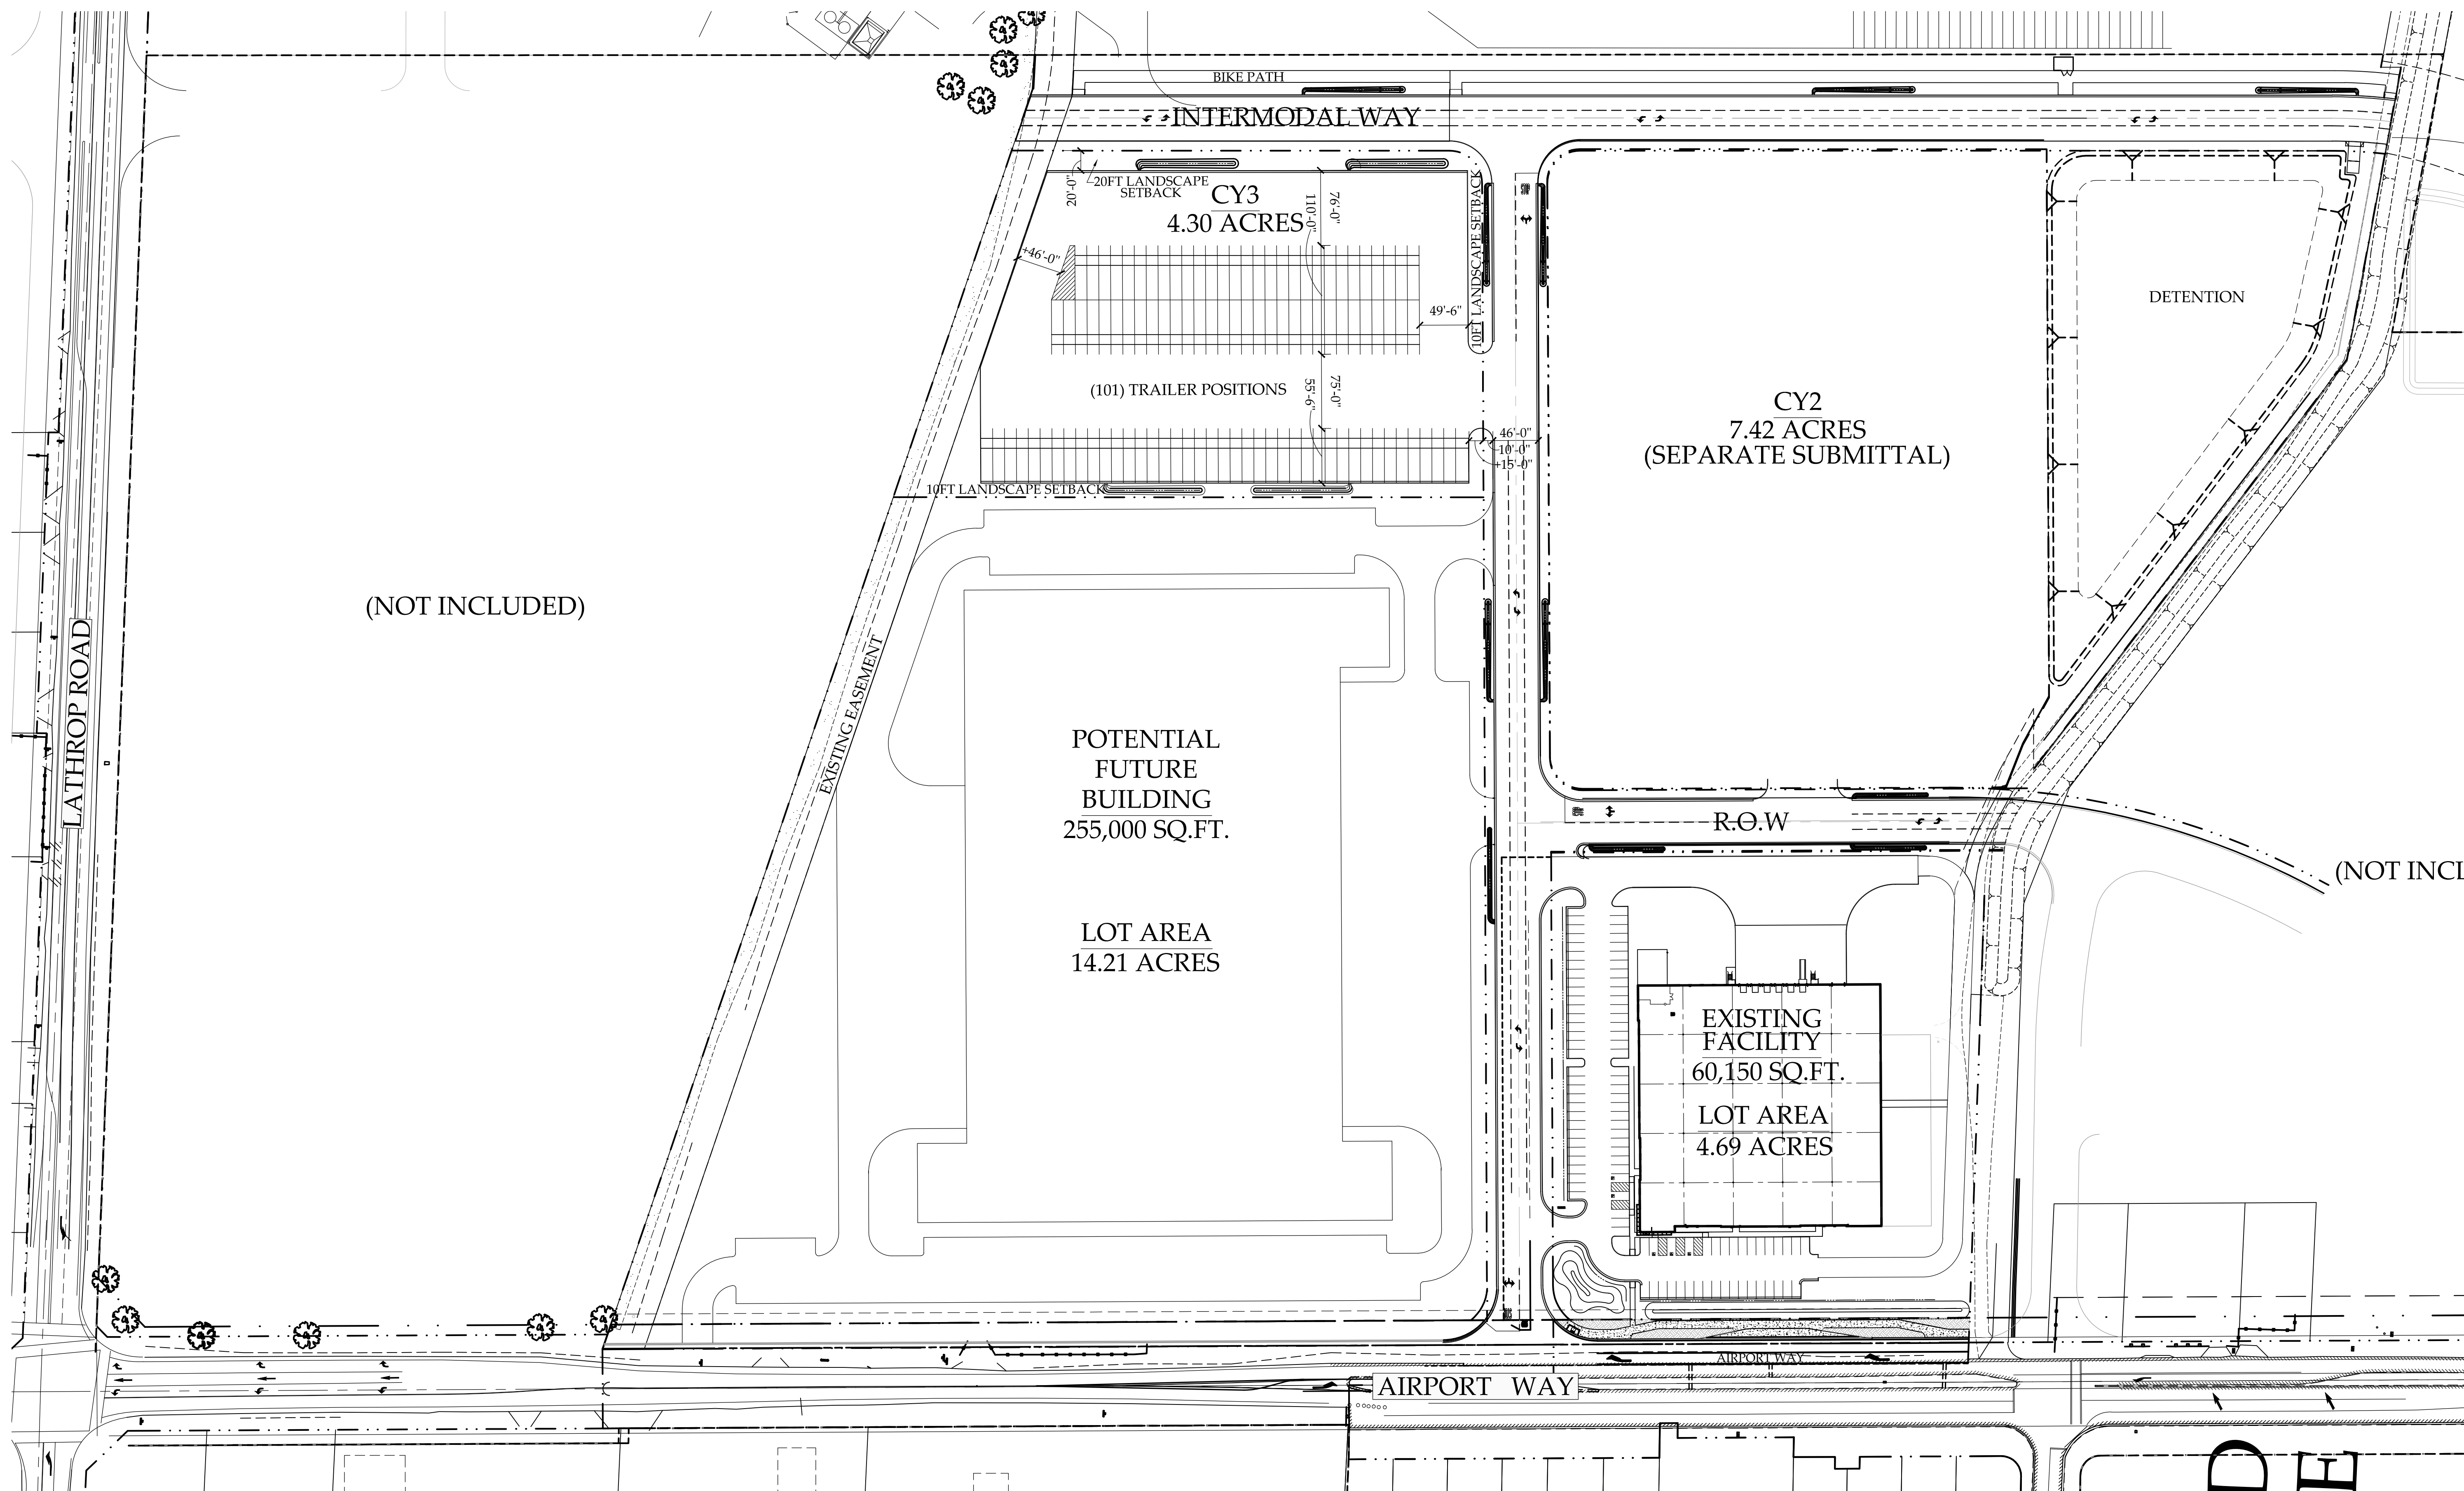 BIKE PATH
INTERMODAL WAY
20'-0"
20FT LANDSCAPE
SETBACK
CY3
4.30 ACRES
110'-0"
76'-0"
10FT LANDSCAPE SETBACK
+46'-0"
49'-6"
(101) TRAILER POSITIONS
55'-6"
75'-0"
46'-0"
10'-0"
+15'-0"
10FT LANDSCAPE SETBACK
CY2
7.42 ACRES
(SEPARATE SUBMITTAL)
DETENTION
(NOT INCLUDED)
LATHROP ROAD
EXISTING EASEMENT
POTENTIAL
FUTURE
BUILDING
255,000 SQ.FT.
LOT AREA
14.21 ACRES
R.O.W
(NOT INCL
EXISTING
FACILITY
60,150 SQ.FT.
LOT AREA
4.69 ACRES
AIRPORT WAY
AIRPORT WAY
D
E